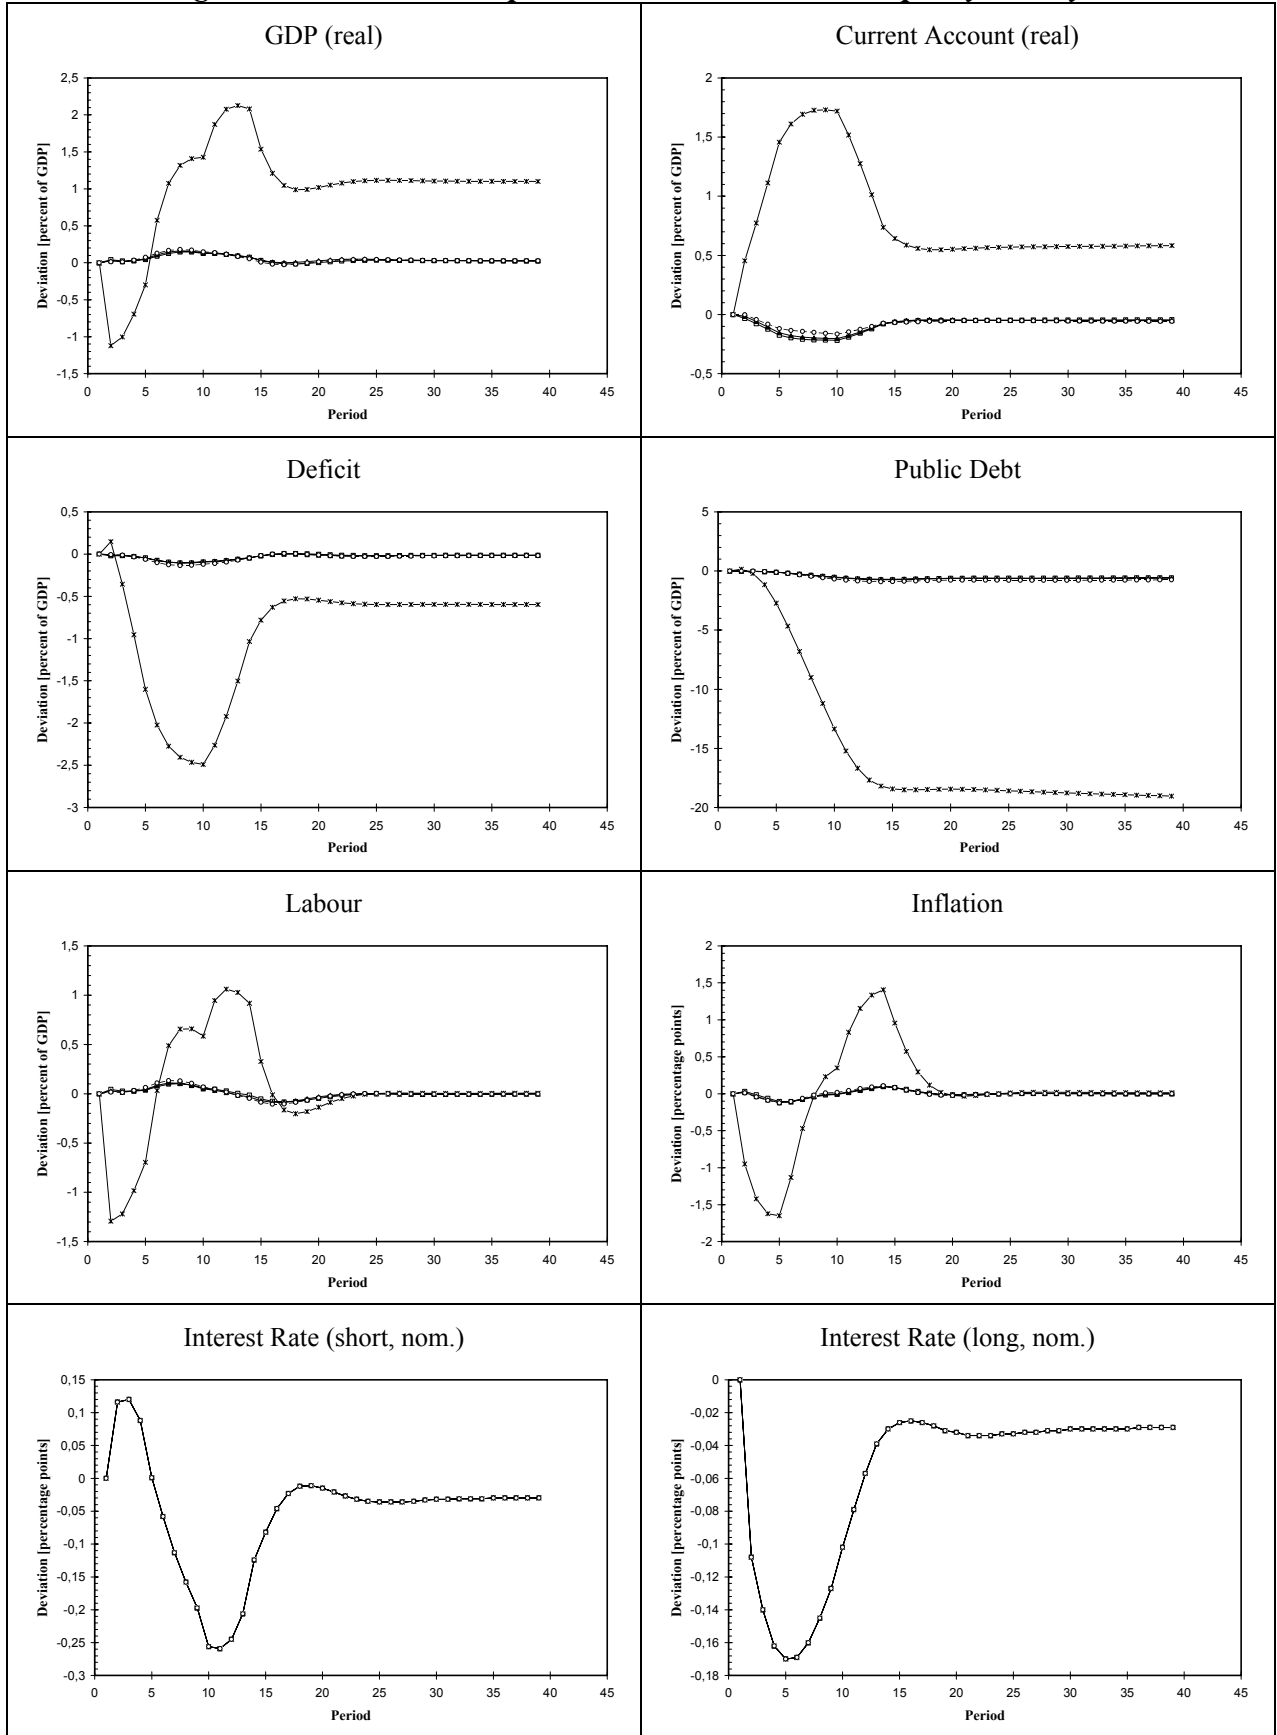 GDP (real)
2,5
2
1,5
1
0,5
0
-0,5
-1
-1,5
0 5 10 15 20 25 30 35 40 45
Deviation [percent of GDP]
Period
Current Account (real)
2
1,5
1
0,5
0
-0,5
0 5 10 15 20 25 30 35 40 45
Deviation [percent of GDP]
Period
Deficit
0,5
0
-0,5
-1
-1,5
-2
-2,5
-3
0 5 10 15 20 25 30 35 40 45
Deviation [percent of GDP]
Period
Public Debt
5
0
-5
-10
-15
-20
0 5 10 15 20 25 30 35 40 45
Deviation [percent of GDP]
Period
Labour
1,5
1
0,5
0
-0,5
-1
-1,5
0 5 10 15 20 25 30 35 40 45
Deviation [percent of GDP]
Period
Inflation
2
1,5
1
0,5
0
-0,5
-1
-1,5
-2
0 5 10 15 20 25 30 35 40 45
Deviation [percentage points]
Period
Interest Rate (short, nom.)
0,15
0,1
0,05
0
-0,05
-0,1
-0,15
-0,2
-0,25
-0,3
0 5 10 15 20 25 30 35 40 45
Deviation [percentage points]
Period
Interest Rate (long, nom.)
0
-0,02
-0,04
-0,06
-0,08
-0,1
-0,12
-0,14
-0,16
-0,18
0 5 10 15 20 25 30 35 40 45
Deviation [percentage points]
Period